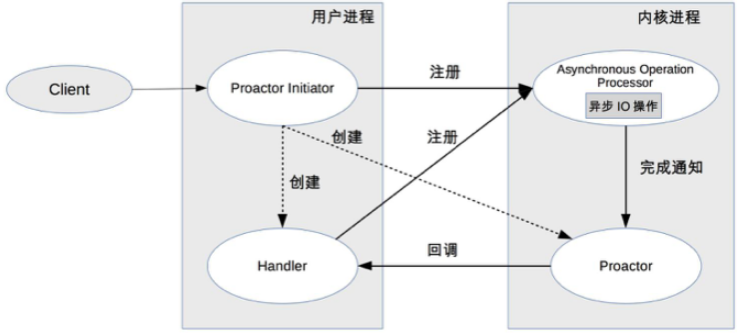 用户进程
内核进程
Client
Proactor Initiator
注册
Asynchronous Operation
Processor
异步 IO 操作
创建
注册
创建
完成通知
Handler
回调
Proactor